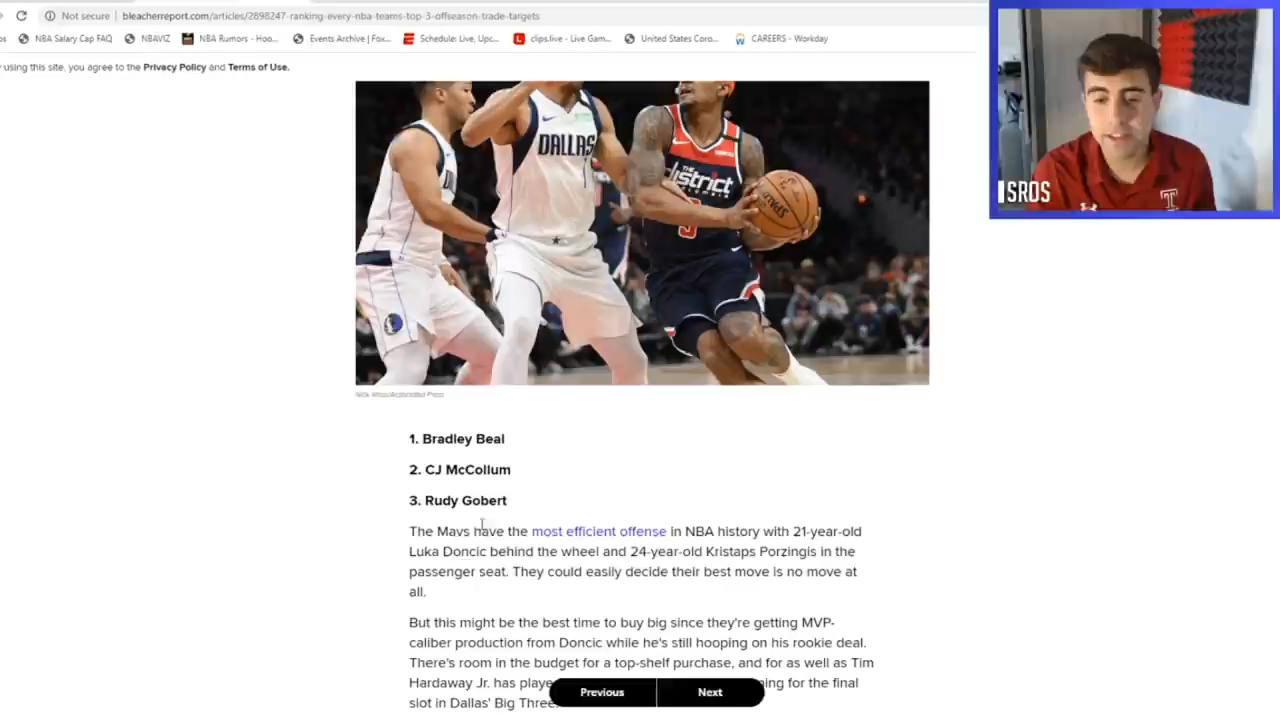 Not secure | bleacherreport.com/articles/2898247-ranking-every-nba-teams-top-3-offseason-trade-targets
NBA Salary Cap FAQ NBAVIZ NBA Rumors - Hoo... Events Archive | Fox... Schedule: Live, Upc... clips.live - Live Gam... United States Coro... CAREERS - Workday
using this site, you agree to the Privacy Policy and Terms of Use.
DALLAS
THE
District
SROS
1. Bradley Beal
2. CJ McCollum
3. Rudy Gobert
The Mavs have the most efficient offense in NBA history with 21-year-old
Luka Doncic behind the wheel and 24-year-old Kristaps Porzingis in the
passenger seat. They could easily decide their best move is no move at
all.
But this might be the best time to buy big since they're getting MVP-
caliber production from Doncic while he's still hooping on his rookie deal.
There's room in the budget for a top-shelf purchase, and for as well as Tim
Hardaway Jr. has playe
ing for the final
slot in Dallas' Big Three.
Previous Next